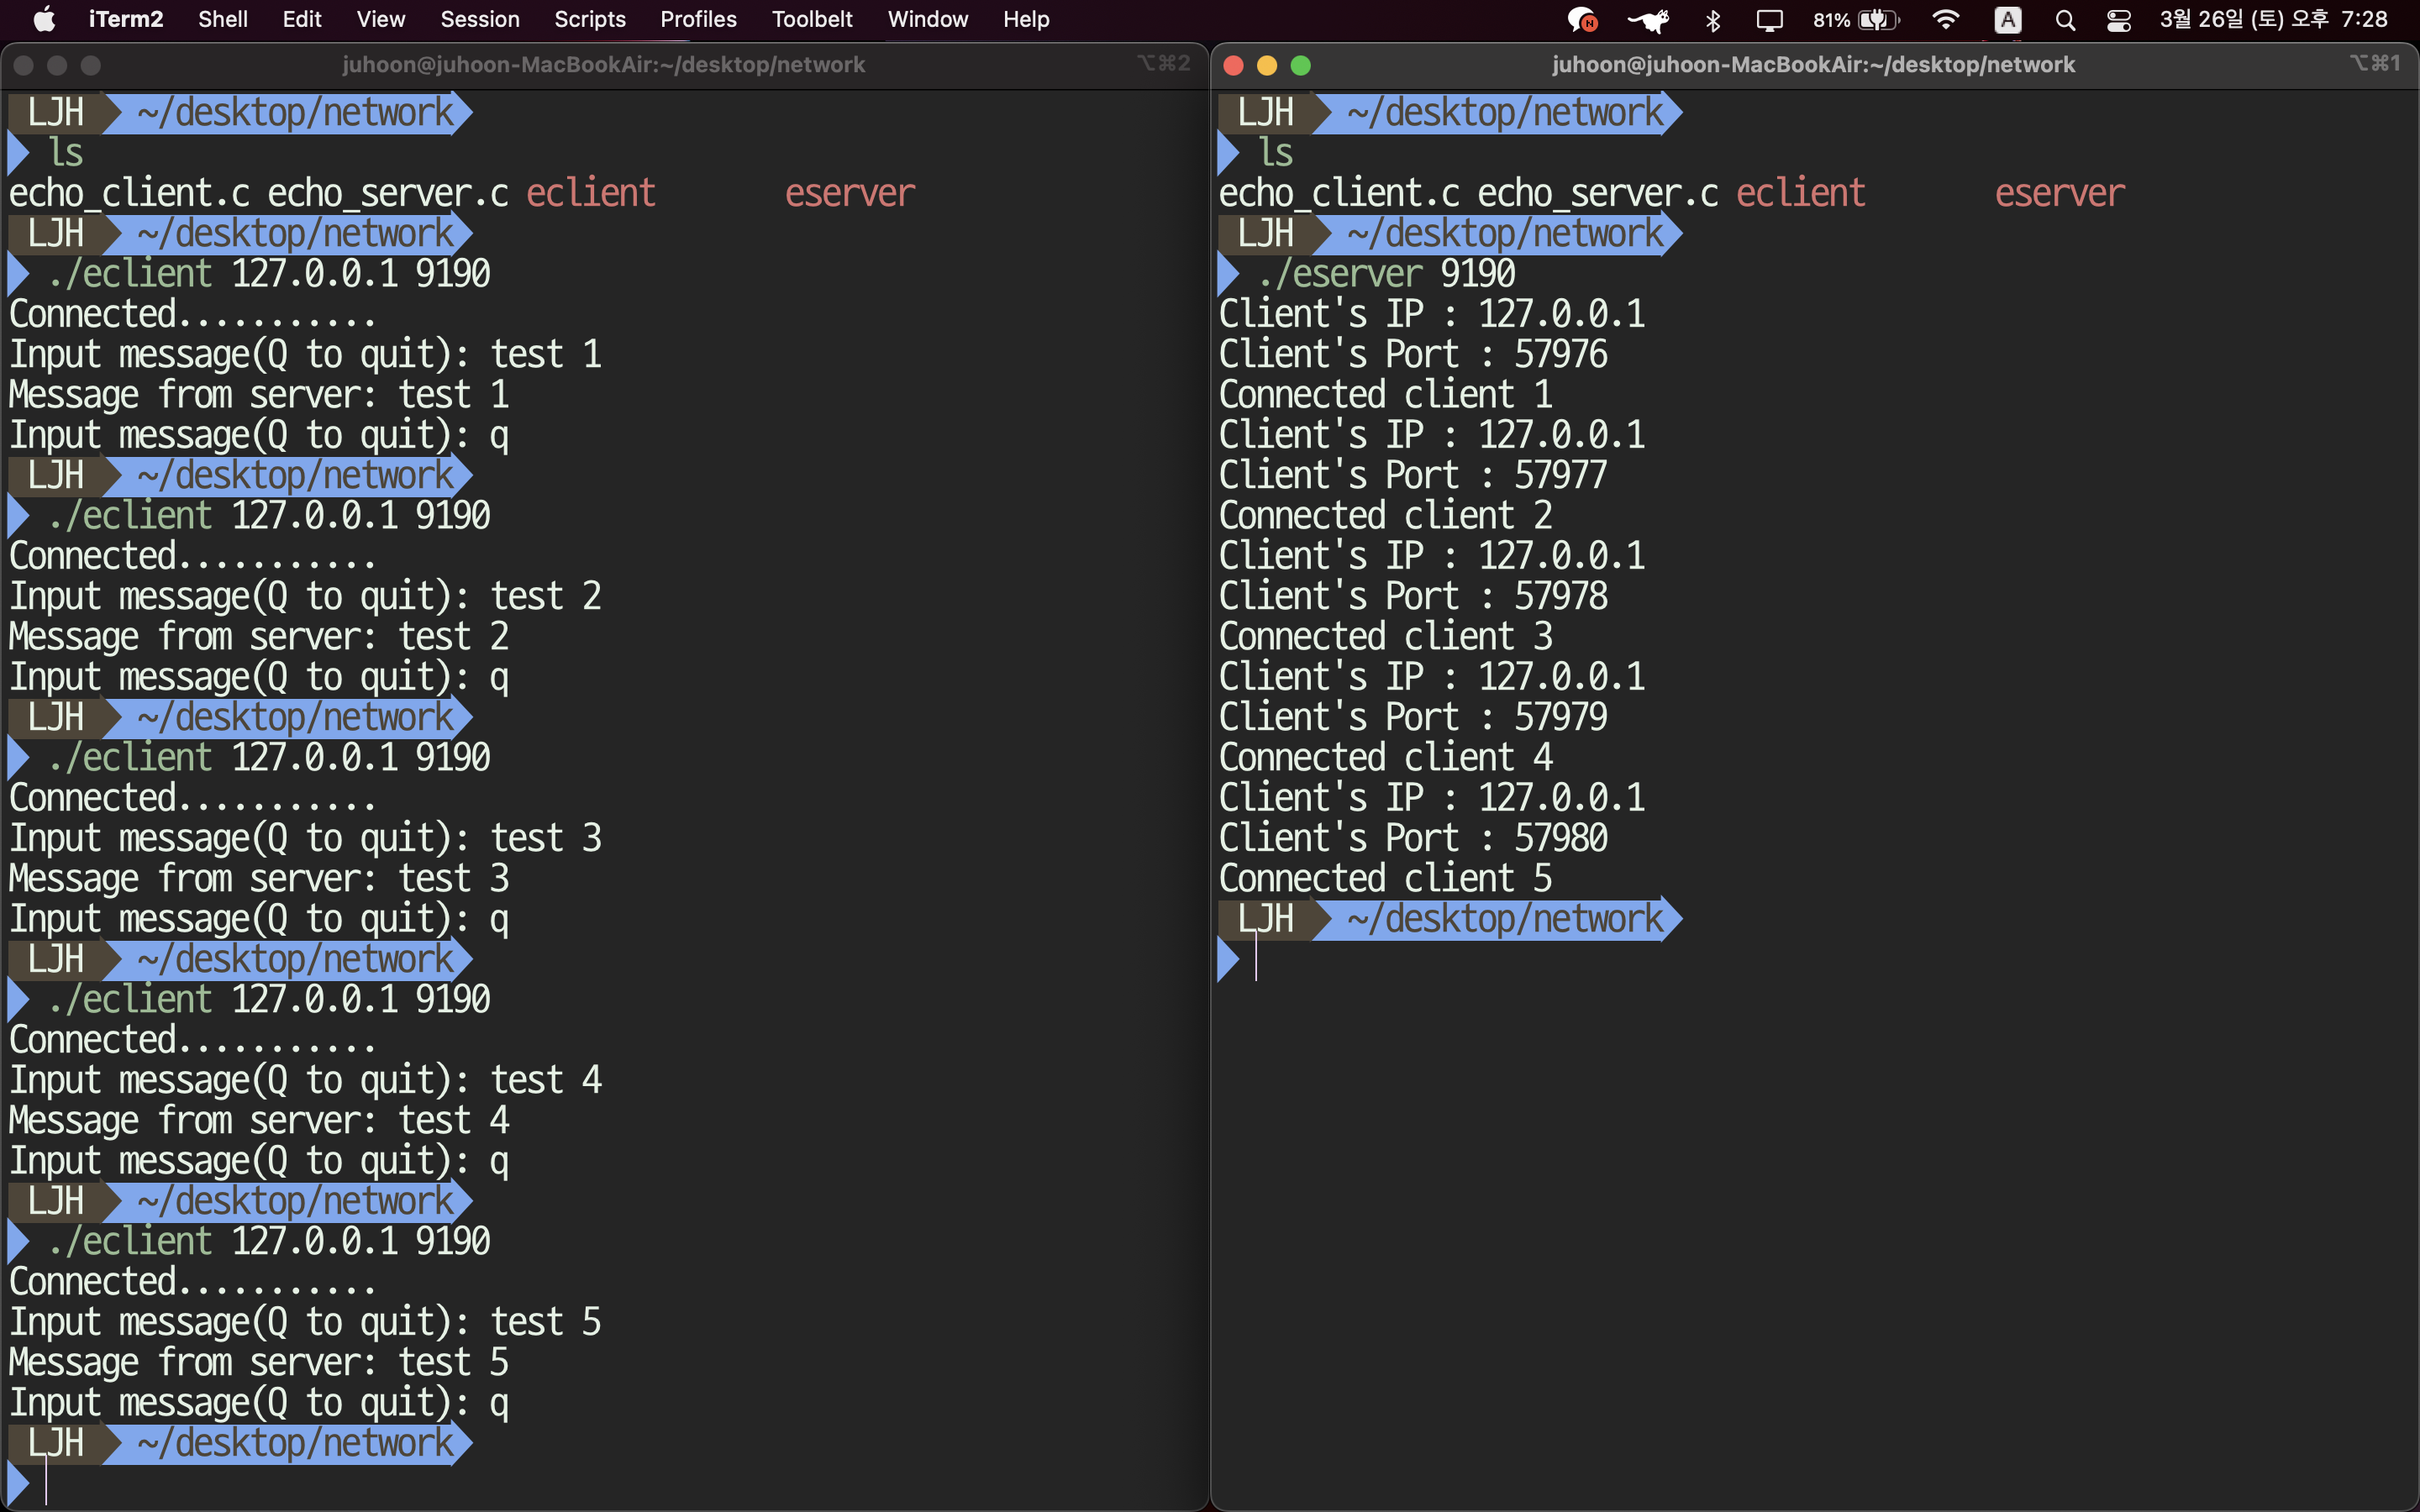 iTerm2 Shell Edit View Session Scripts Profiles Toolbelt Window Help N 81% A 3월 26일 (토) 오후 7:28
juhoon@juhoon-MacBookAir:~/desktop/network ⌥⌘2
LJH ~/desktop/network
ls
echo_client.c echo_server.c eclient eserver
LJH ~/desktop/network
./eclient 127.0.0.1 9190
Connected...........
Input message(Q to quit): test 1
Message from server: test 1
Input message(Q to quit): q
LJH ~/desktop/network
./eclient 127.0.0.1 9190
Connected...........
Input message(Q to quit): test 2
Message from server: test 2
Input message(Q to quit): q
LJH ~/desktop/network
./eclient 127.0.0.1 9190
Connected...........
Input message(Q to quit): test 3
Message from server: test 3
Input message(Q to quit): q
LJH ~/desktop/network
./eclient 127.0.0.1 9190
Connected...........
Input message(Q to quit): test 4
Message from server: test 4
Input message(Q to quit): q
LJH ~/desktop/network
./eclient 127.0.0.1 9190
Connected...........
Input message(Q to quit): test 5
Message from server: test 5
Input message(Q to quit): q
LJH ~/desktop/network
juhoon@juhoon-MacBookAir:~/desktop/network ⌥⌘1
LJH ~/desktop/network
ls
echo_client.c echo_server.c eclient eserver
LJH ~/desktop/network
./eserver 9190
Client's IP : 127.0.0.1
Client's Port : 57976
Connected client 1
Client's IP : 127.0.0.1
Client's Port : 57977
Connected client 2
Client's IP : 127.0.0.1
Client's Port : 57978
Connected client 3
Client's IP : 127.0.0.1
Client's Port : 57979
Connected client 4
Client's IP : 127.0.0.1
Client's Port : 57980
Connected client 5
LJH ~/desktop/network